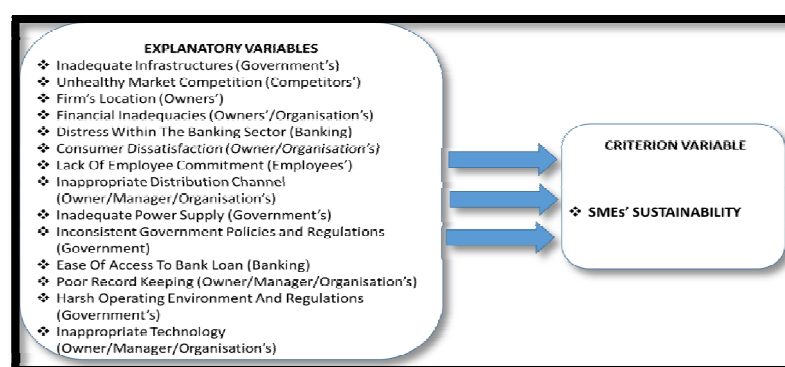 EXPLANATORY VARIABLES
❖ Inadequate Infrastructures (Government's)
❖ Unhealthy Market Competition (Competitors')
❖ Firm's Location (Owners')
❖ Financial Inadequacies (Owners'/Organisation's)
❖ Distress Within The Banking Sector (Banking)
❖ Consumer Dissatisfaction (Owner/Organisation's)
❖ Lack Of Employee Commitment (Employees')
❖ Inappropriate Distribution Channel
(Owner/Manager/Organisation's)
❖ Inadequate Power Supply (Government's)
❖ Inconsistent Government Policies and Regulations
(Government)
❖ Ease Of Access To Bank Loan (Banking)
❖ Poor Record Keeping (Owner/Manager/Organisation's)
❖ Harsh Operating Environment And Regulations
(Government's)
❖ Inappropriate Technology
(Owner/Manager/Organisation's)
CRITERION VARIABLE
❖ SMEs' SUSTAINABILITY